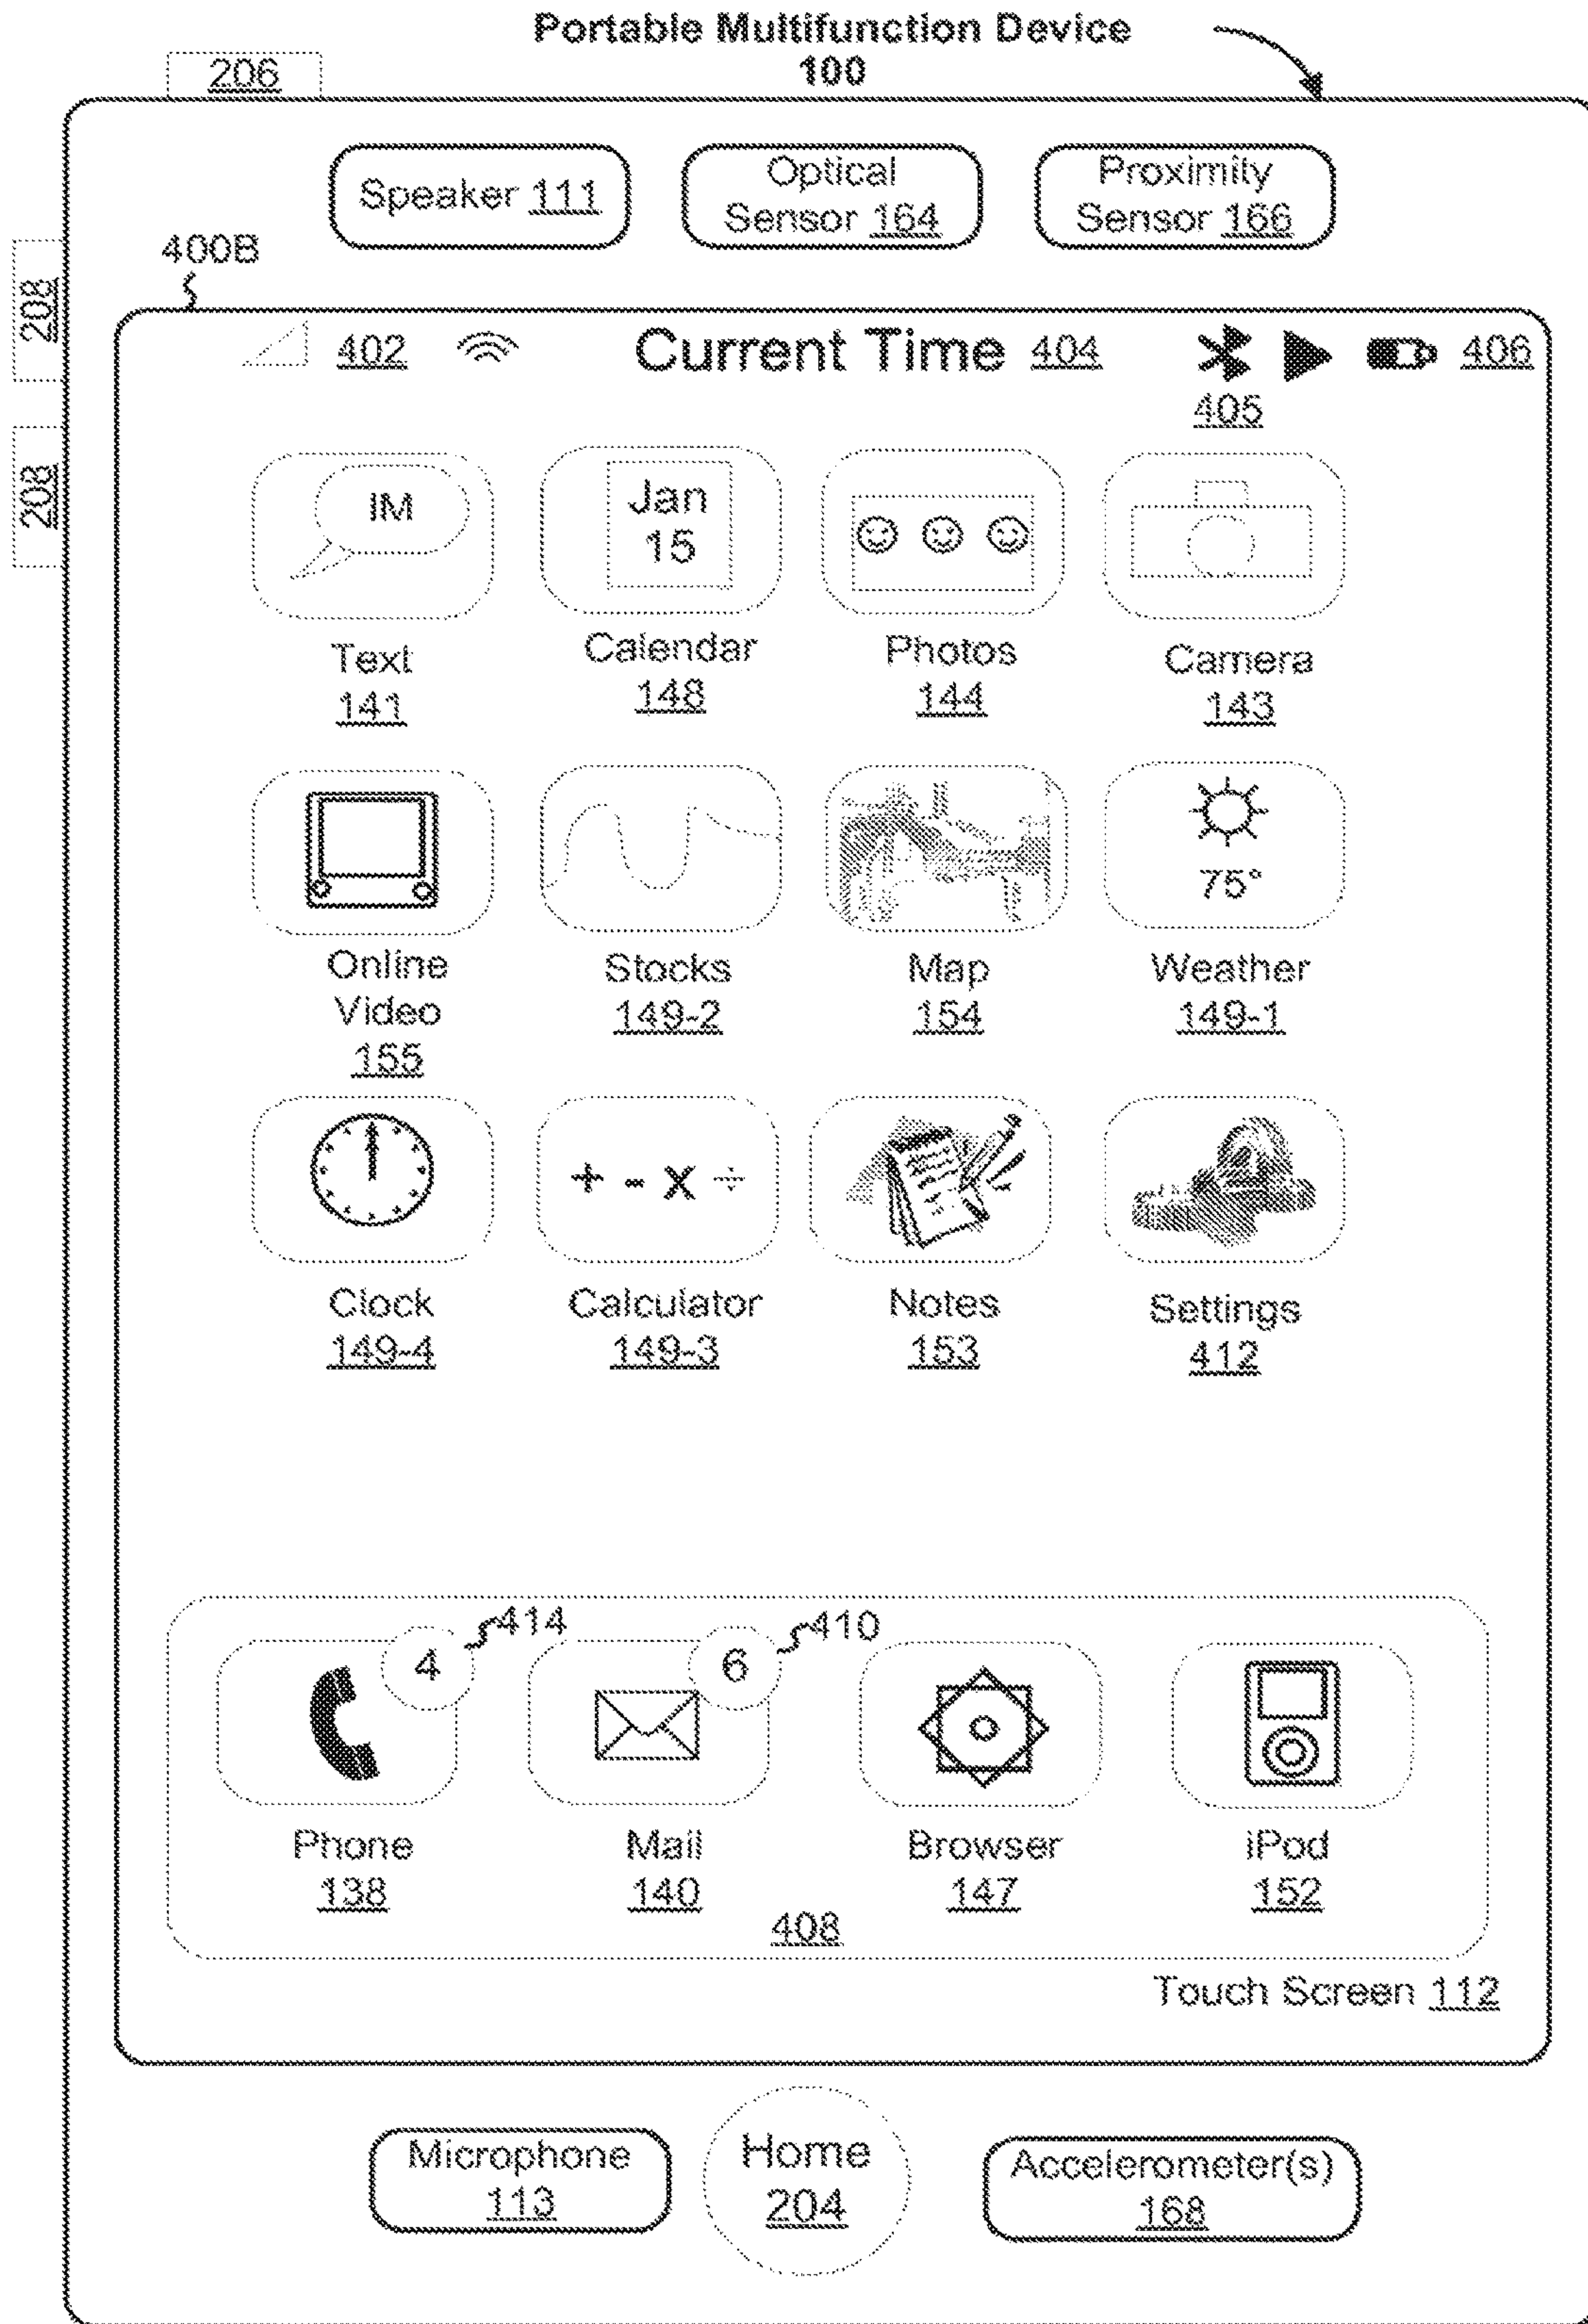 Portable Multifunction Device
100
206
Speaker 111
Optical
Sensor 164
Proximity
Sensor 166
208
208
400B
402
Current Time 404
406
405
IM
Jan
15
Text
141
Calendar
148
Photos
144
Camera
143
75°
Online
Video
155
Stocks
149-2
Map
154
Weather
149-1
+ - x ÷
Clock
149-4
Calculator
149-3
Notes
153
Settings
412
4
414
6
410
Phone
138
Mail
140
Browser
147
iPod
152
408
Touch Screen 112
Microphone
113
Home
204
Accelerometer(s)
168